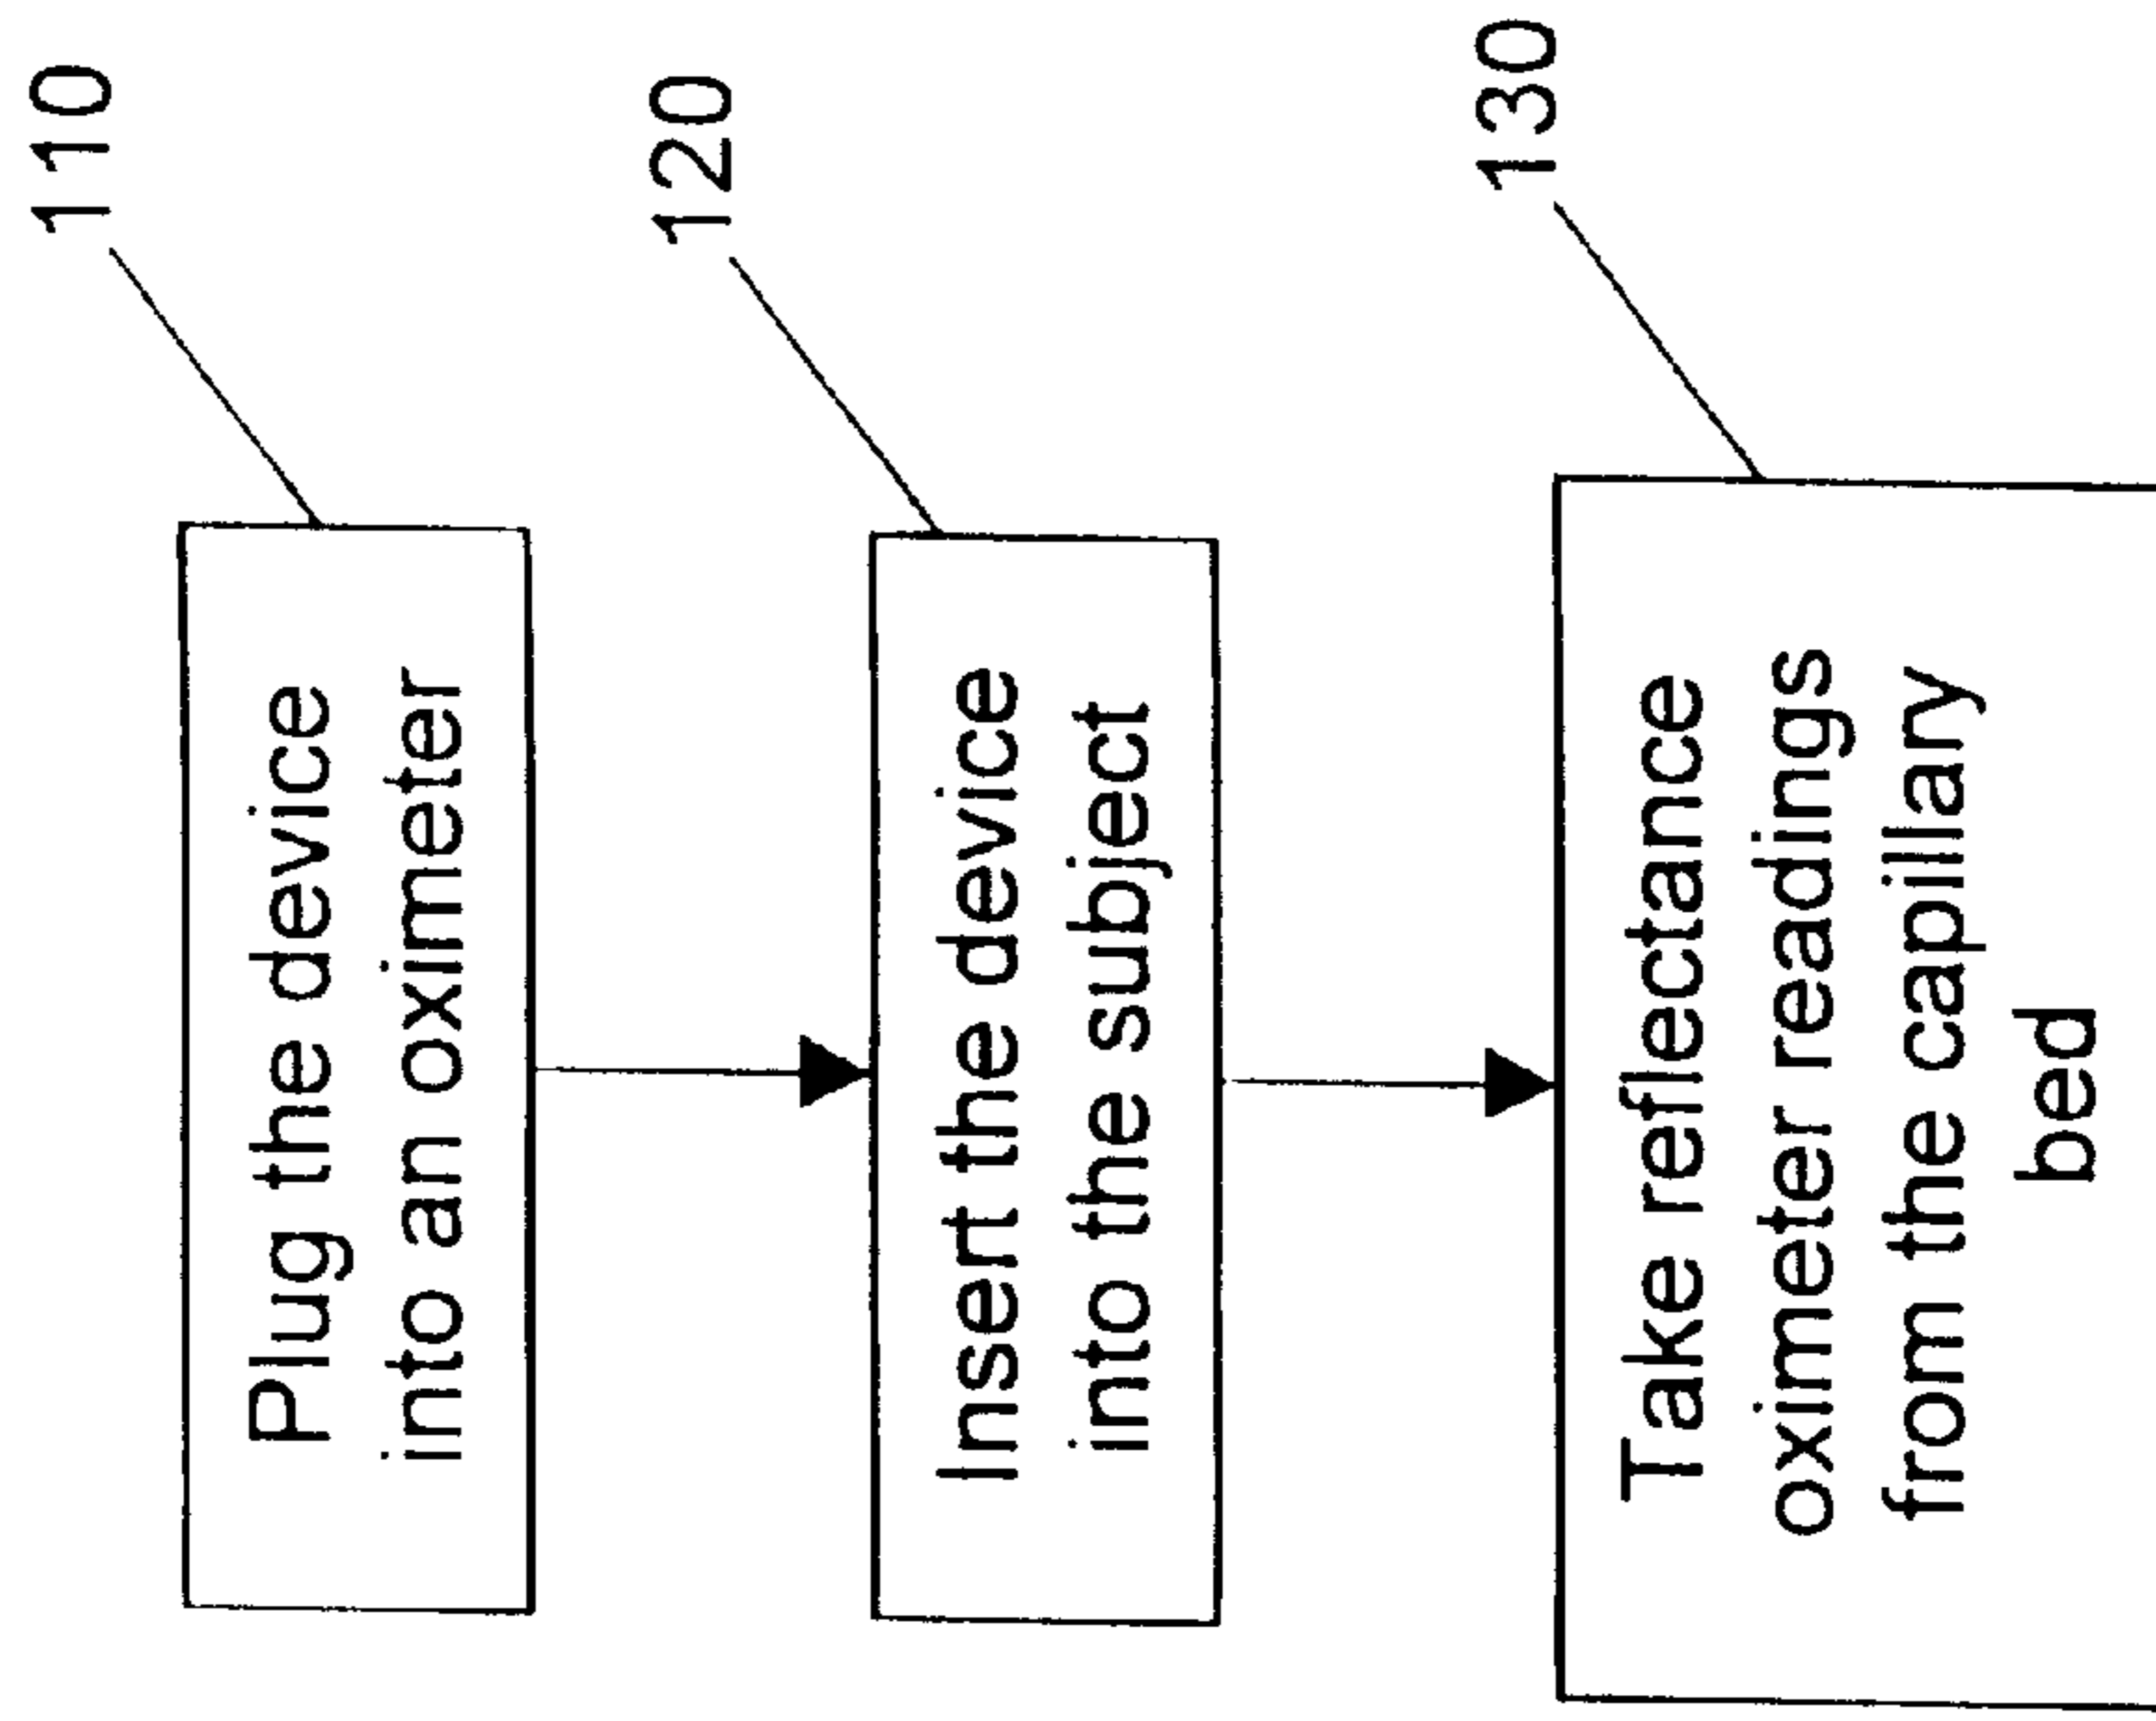 110
Plug the device
into an oximeter
120
Insert the device
into the subject
130
Take reflectance
oximeter readings
from the capillary
bed